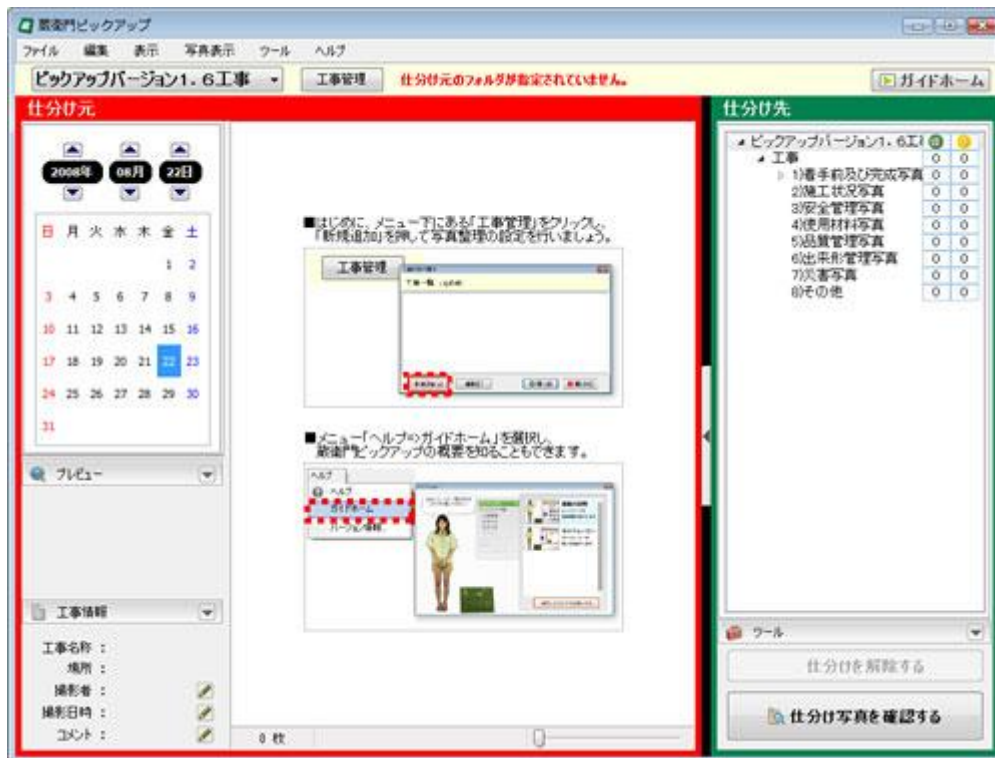 蔵衛門ピックアップ
ファイル 編集 表示 写真表示 ツール ヘルプ
ピックアップバージョン1.6工事 工事管理 仕分け元のフォルダが指定されていません。 ガイドホーム
仕分け元
2008年 08月 22日
日 月 火 水 木 金 土
1 2
3 4 5 6 7 8 9
10 11 12 13 14 15 16
17 18 19 20 21 22 23
24 25 26 27 28 29 30
31
プレビュー
工事情報
工事名称：
場所：
撮影者：
撮影日時：
コメント：
■はじめに、メニュー下にある「工事管理」をクリックし、
「新規追加」を押して写真整理の設定を行いましょう。
工事管理
■メニュー「ヘルプ=>ガイドホーム」を選択し、
蔵衛門ピックアップの概要を知ることもできます。
ヘルプ
ヘルプ
ガイドホーム
バージョン情報
0 枚
仕分け先
ピックアップバージョン1.6工
工事 0 0
1)着手前及び完成写真 0 0
2)施工状況写真 0 0
3)安全管理写真 0 0
4)使用材料写真 0 0
5)品質管理写真 0 0
6)出来形管理写真 0 0
7)災害写真 0 0
8)その他 0 0
ツール
仕分けを解除する
仕分け写真を確認する